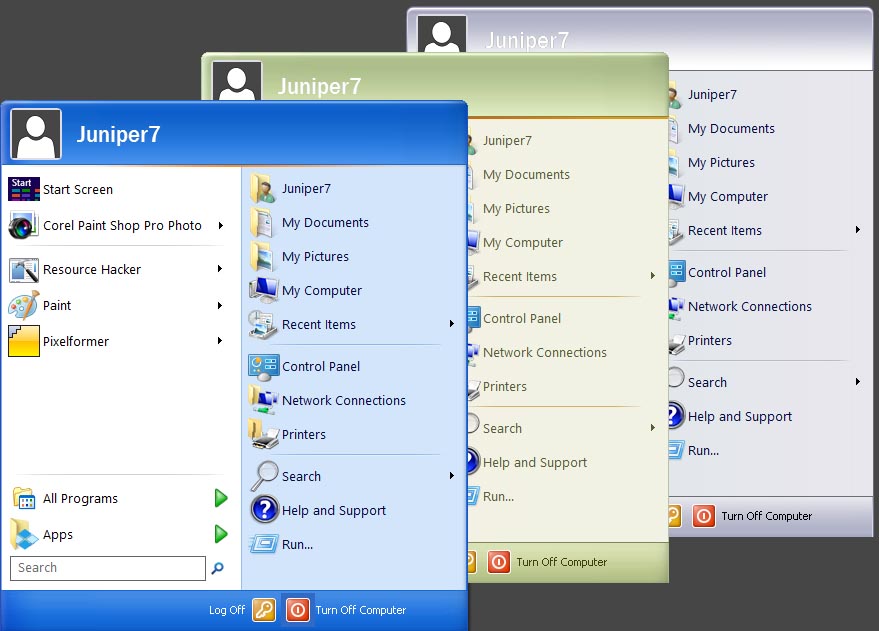 Juniper7
Start
Start Screen
Corel Paint Shop Pro Photo
Resource Hacker
Paint
Pixelformer
All Programs
Apps
Search
Juniper7
My Documents
My Pictures
My Computer
Recent Items
Control Panel
Network Connections
Printers
Search
Help and Support
Run...
Log Off
Turn Off Computer
Juniper7
Juniper7
My Documents
My Pictures
My Computer
Recent Items
Control Panel
Network Connections
Printers
Search
Help and Support
Run...
Turn Off Computer
Juniper7
Juniper7
My Documents
My Pictures
My Computer
Recent Items
Control Panel
Network Connections
Printers
Search
Help and Support
Run...
Turn Off Computer